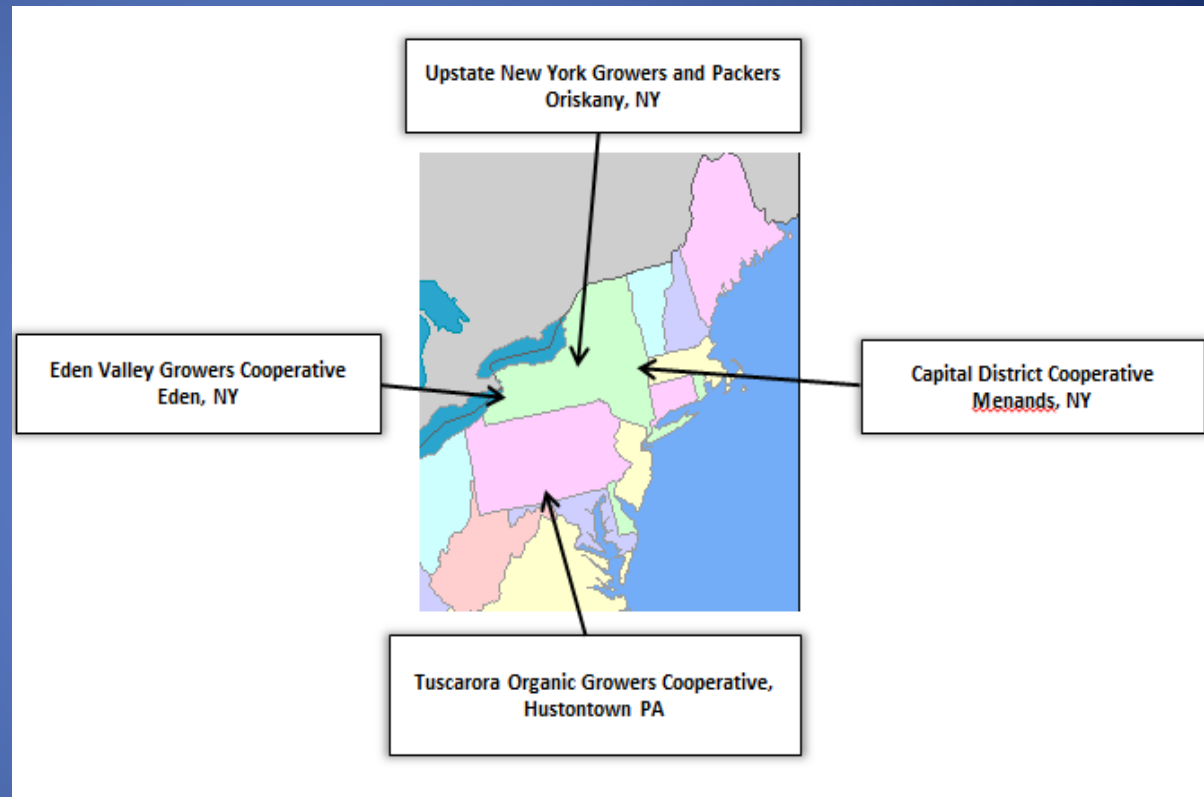 Upstate New York Growers and Packers
Oriskany, NY
Eden Valley Growers Cooperative
Eden, NY
Capital District Cooperative
Menands, NY
Tuscarora Organic Growers Cooperative,
Hustontown PA